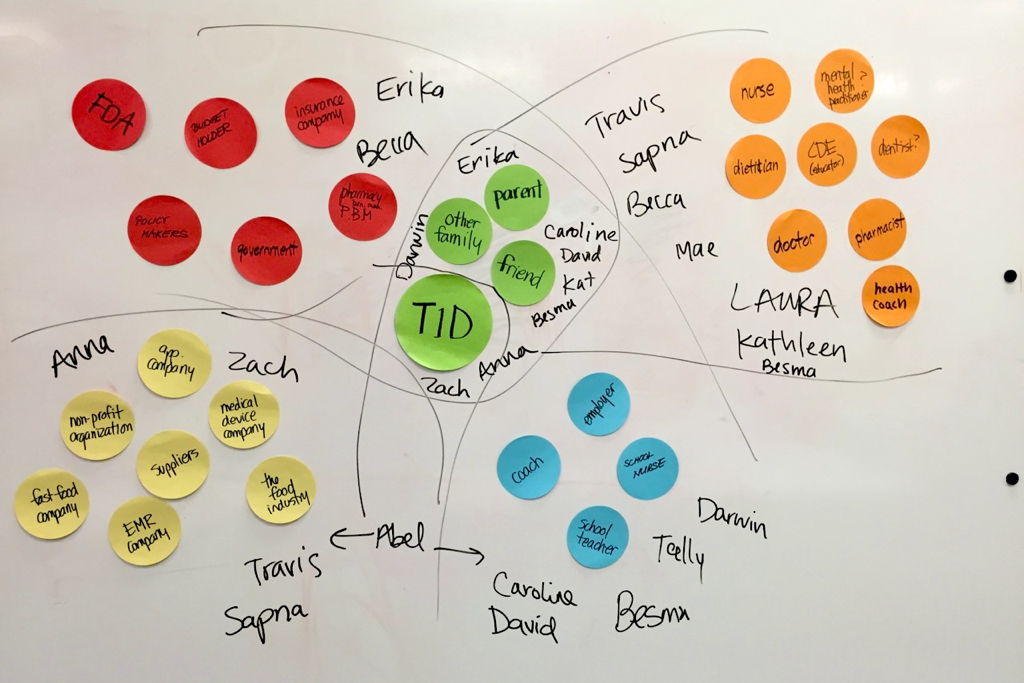 FDA
BUDGET
HOLDER
insurance
company
Erika
Becca
pharmacy
PBM
POLICY
MAKERS
government
Erika
parent
other
family
friend
Darwin
Caroline
David
Kat
Besma
T1D
Anna
Zach
Travis
Sapna
Becca
Mae
nurse
mental ?
health
practitioner
dietitian
CDE
(educator)
dentist?
doctor
pharmacist
health
coach
LAURA
Kathleen
Besma
Anna
app.
company
Zach
non-profit
organization
medical
device
company
suppliers
fast-food
company
EMR
company
the
food
industry
Travis
Sapna
← Abel →
employer
coach
SCHOOL
NURSE
school
teacher
Darwin
Caroline
David
Besma